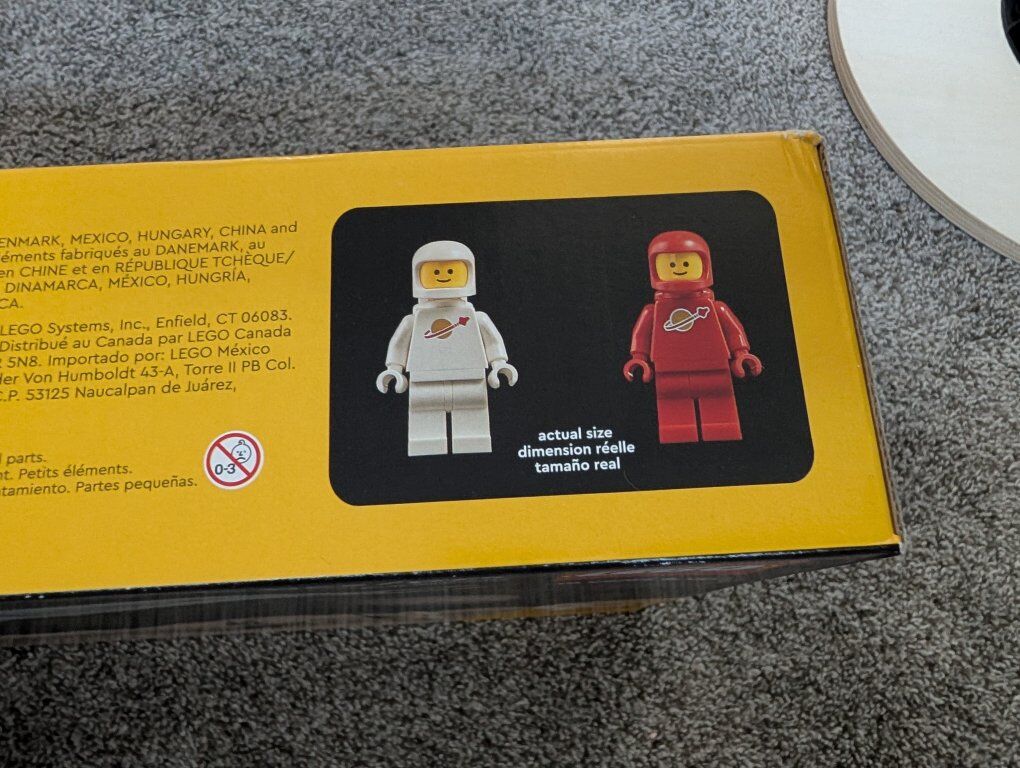 ENMARK, MEXICO, HUNGARY, CHINA and
éments fabriqués au DANEMARK, au
en CHINE et en RÉPUBLIQUE TCHÈQUE/
DINAMARCA, MÉXICO, HUNGRÍA,
CA.
LEGO Systems, Inc., Enfield, CT 06083.
Distribué au Canada par LEGO Canada
5N8. Importado por: LEGO México
der Von Humboldt 43-A, Torre II PB Col.
C.P. 53125 Naucalpan de Juárez,
l parts.
nt. Petits éléments.
tamiento. Partes pequeñas.
0-3
actual size
dimension réelle
tamaño real